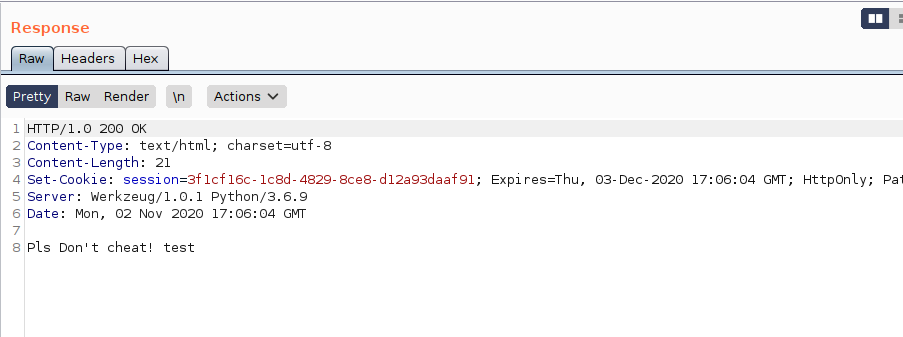 Response
Raw Headers Hex
Pretty Raw Render \n Actions
1 HTTP/1.0 200 OK
2 Content-Type: text/html; charset=utf-8
3 Content-Length: 21
4 Set-Cookie: session=3f1cf16c-1c8d-4829-8ce8-d12a93daaf91; Expires=Thu, 03-Dec-2020 17:06:04 GMT; HttpOnly; Pat
5 Server: Werkzeug/1.0.1 Python/3.6.9
6 Date: Mon, 02 Nov 2020 17:06:04 GMT
7
8 Pls Don't cheat! test